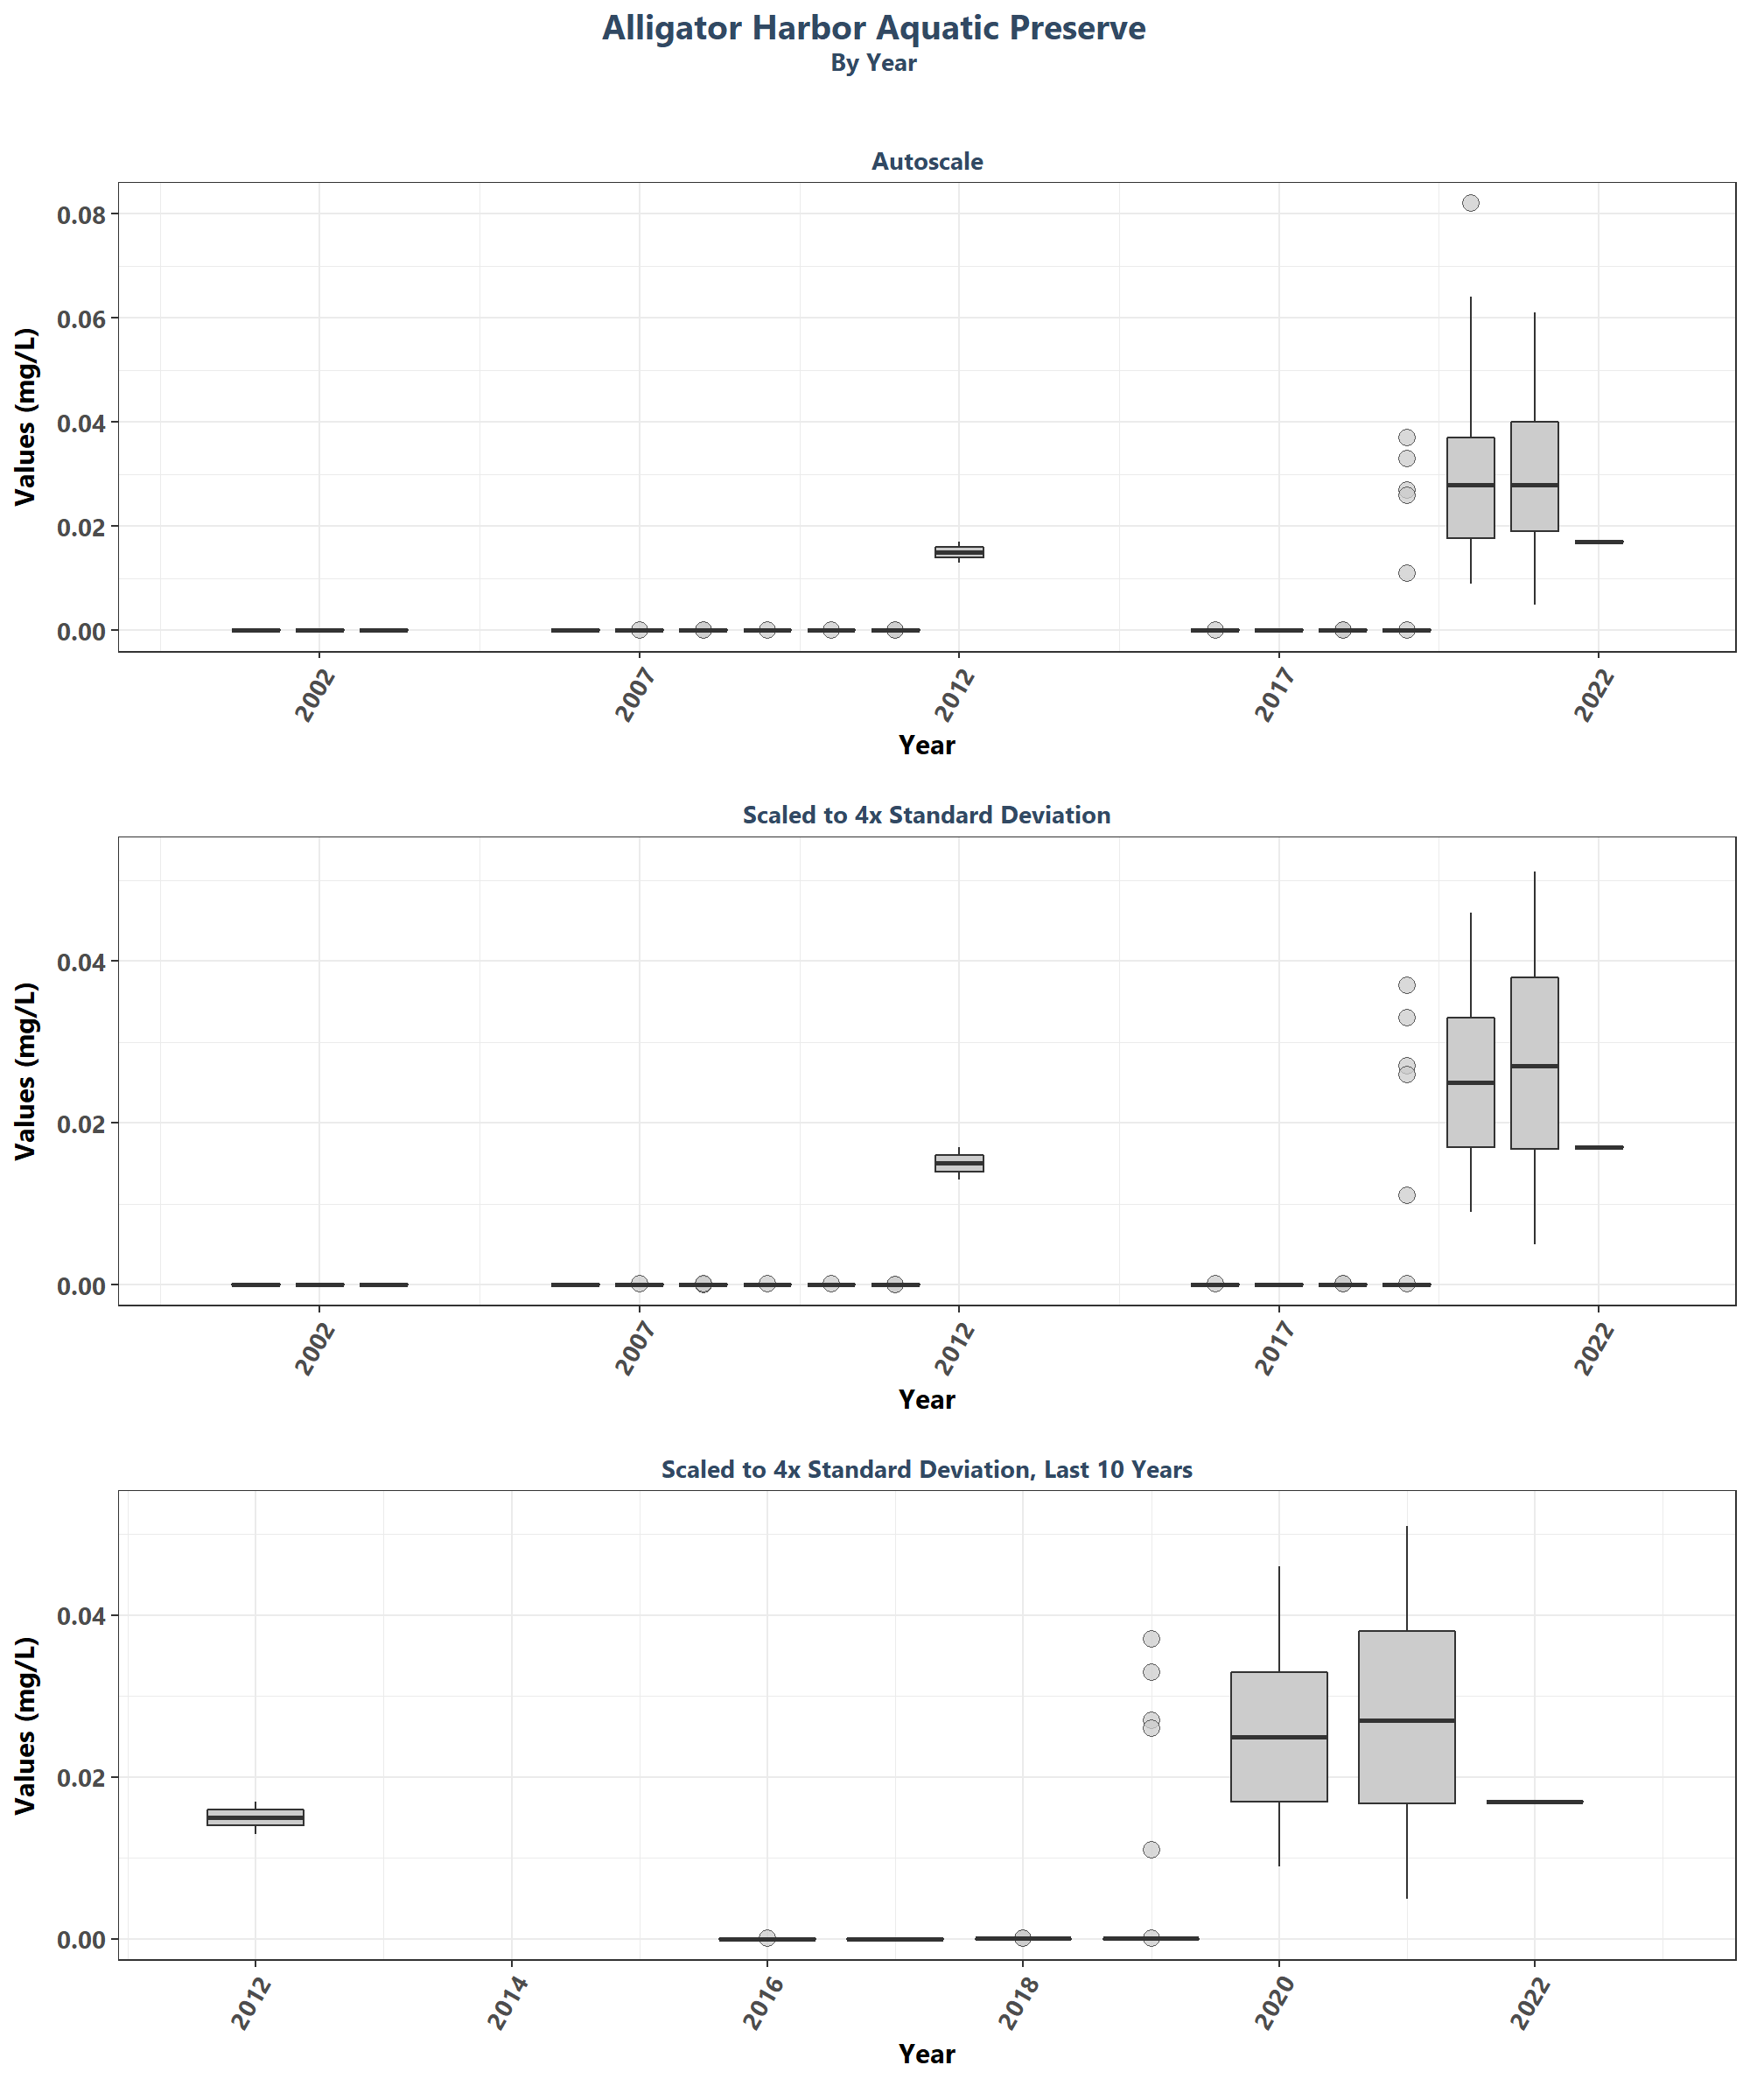 Alligator Harbor Aquatic Preserve
By Year
Autoscale
Values (mg/L)
0.08
0.06
0.04
0.02
0.00
2002 2007 2012 2017 2022
Year
Scaled to 4x Standard Deviation
Values (mg/L)
0.04
0.02
0.00
2002 2007 2012 2017 2022
Year
Scaled to 4x Standard Deviation, Last 10 Years
Values (mg/L)
0.04
0.02
0.00
2012 2014 2016 2018 2020 2022
Year